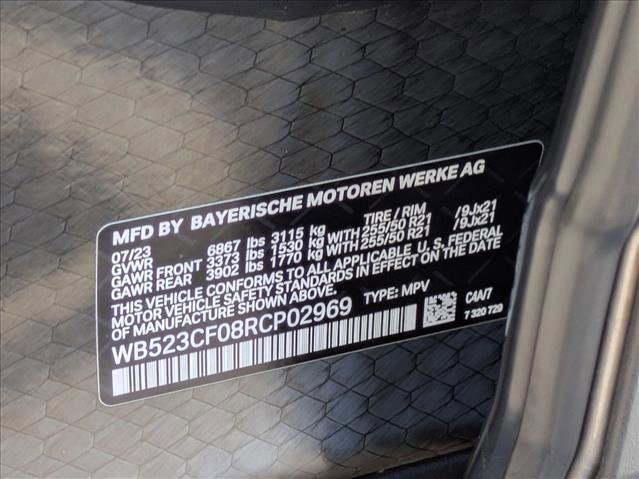 MFD BY BAYERISCHE MOTOREN WERKE AG
07/23 TIRE / RIM
GVWR 6867 lbs 3115 kg
GAWR FRONT 3373 lbs 1530 kg WITH 255/50 R21 /9Jx21
GAWR REAR 3902 lbs 1770 kg WITH 255/50 R21 /9Jx21
THIS VEHICLE CONFORMS TO ALL APPLICABLE U.S. FEDERAL
MOTOR VEHICLE SAFETY STANDARDS IN EFFECT ON THE DATE
OF MANUFACTURE SHOWN ABOVE.
WB523CF08RCP02969 TYPE: MPV
C4A/7
7 320 729